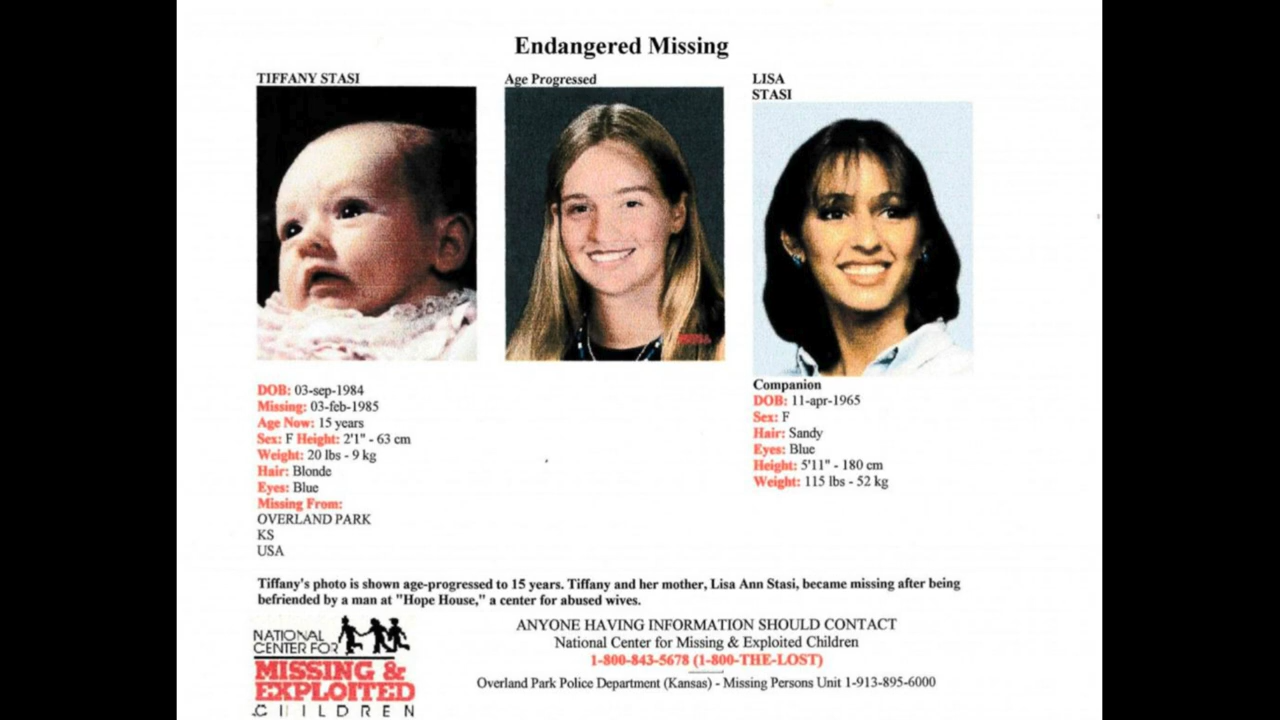 Endangered Missing
TIFFANY STASI
Age Progressed
LISA
STASI
DOB: 03-sep-1984
Missing: 03-feb-1985
Age Now: 15 years
Sex: F Height: 2'1" - 63 cm
Weight: 20 lbs - 9 kg
Hair: Blonde
Eyes: Blue
Missing From:
OVERLAND PARK
KS
USA
Companion
DOB: 11-apr-1965
Sex: F
Hair: Sandy
Eyes: Blue
Height: 5'11" - 180 cm
Weight: 115 lbs - 52 kg
Tiffany's photo is shown age-progressed to 15 years. Tiffany and her mother, Lisa Ann Stasi, became missing after being
befriended by a man at "Hope House," a center for abused wives.
NATIONAL
CENTER FOR
MISSING &
EXPLOITED
CHILDREN
ANYONE HAVING INFORMATION SHOULD CONTACT
National Center for Missing & Exploited Children
1-800-843-5678 (1-800-THE-LOST)
Overland Park Police Department (Kansas) - Missing Persons Unit 1-913-895-6000